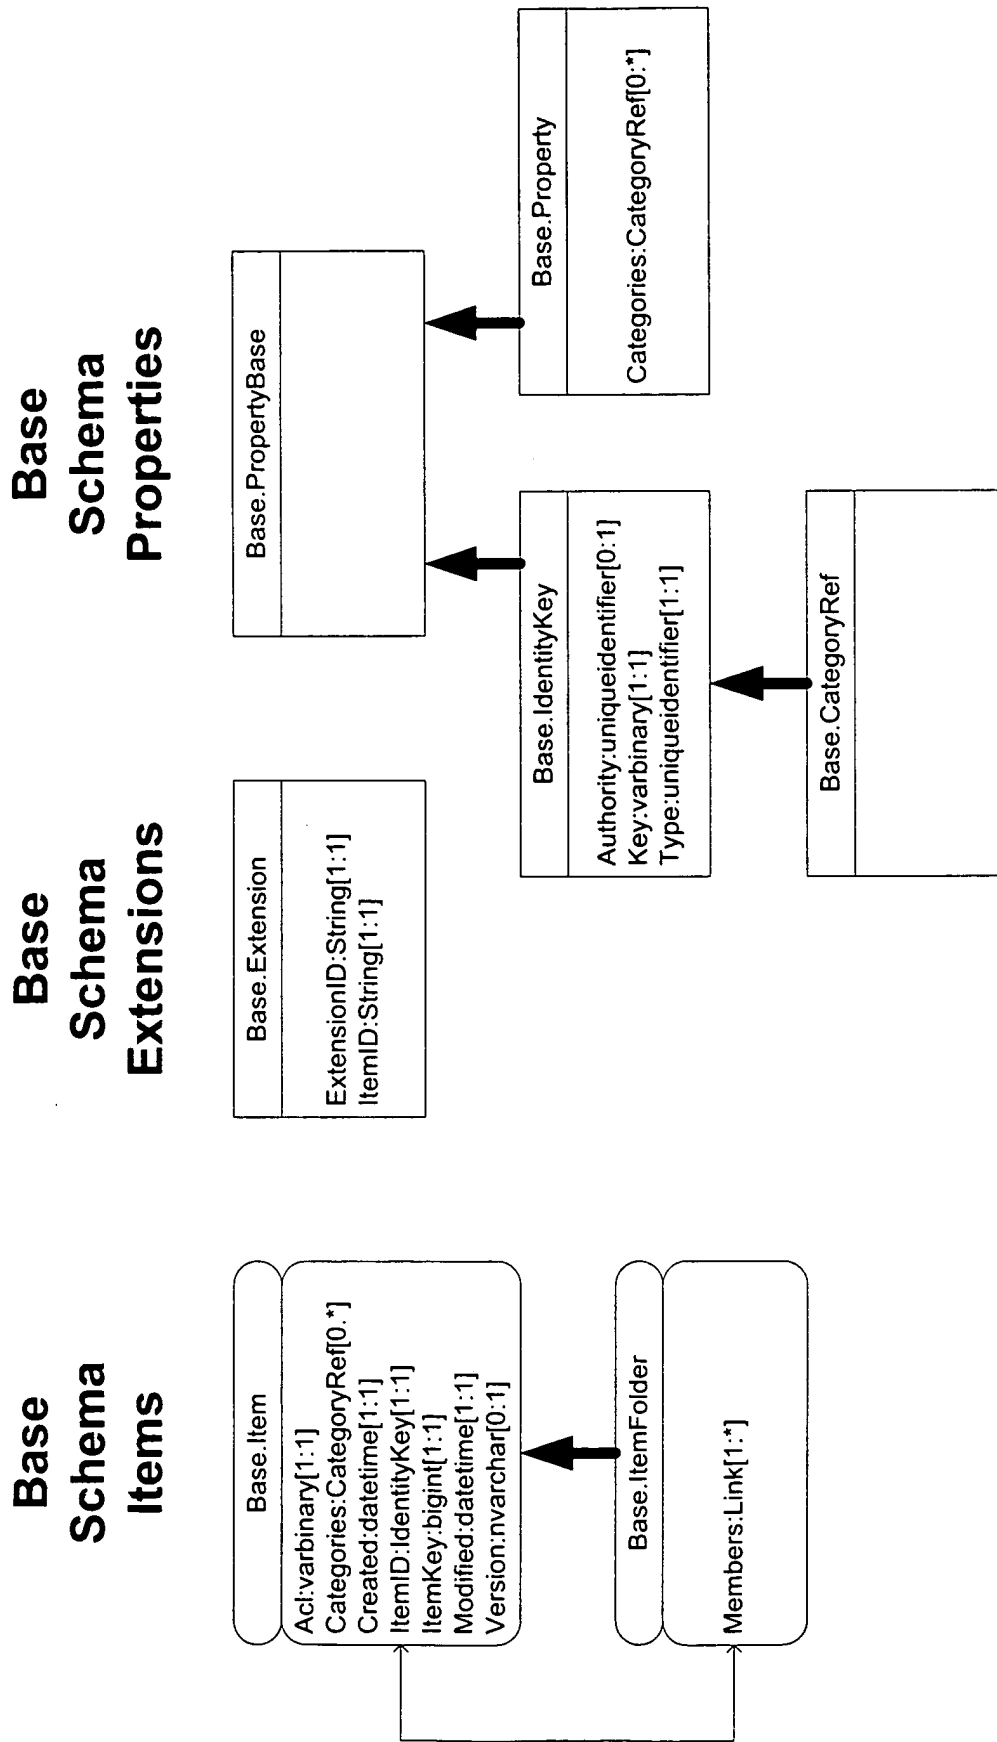 Base
Schema
Items
Base.Item
Acl:varbinary[1:1]
Categories:CategoryRef[0.*]
Created:datetime[1:1]
ItemID:IdentityKey[1:1]
ItemKey:bigint[1:1]
Modified:datetime[1:1]
Version:nvarchar[0:1]
Base.ItemFolder
Members:Link[1:*]
Base
Schema
Extensions
Base.Extension
ExtensionID:String[1:1]
ItemID:String[1:1]
Base
Schema
Properties
Base.PropertyBase
Base.IdentityKey
Authority:uniqueidentifier[0:1]
Key:varbinary[1:1]
Type:uniqueidentifier[1:1]
Base.Property
Categories:CategoryRef[0:*]
Base.CategoryRef